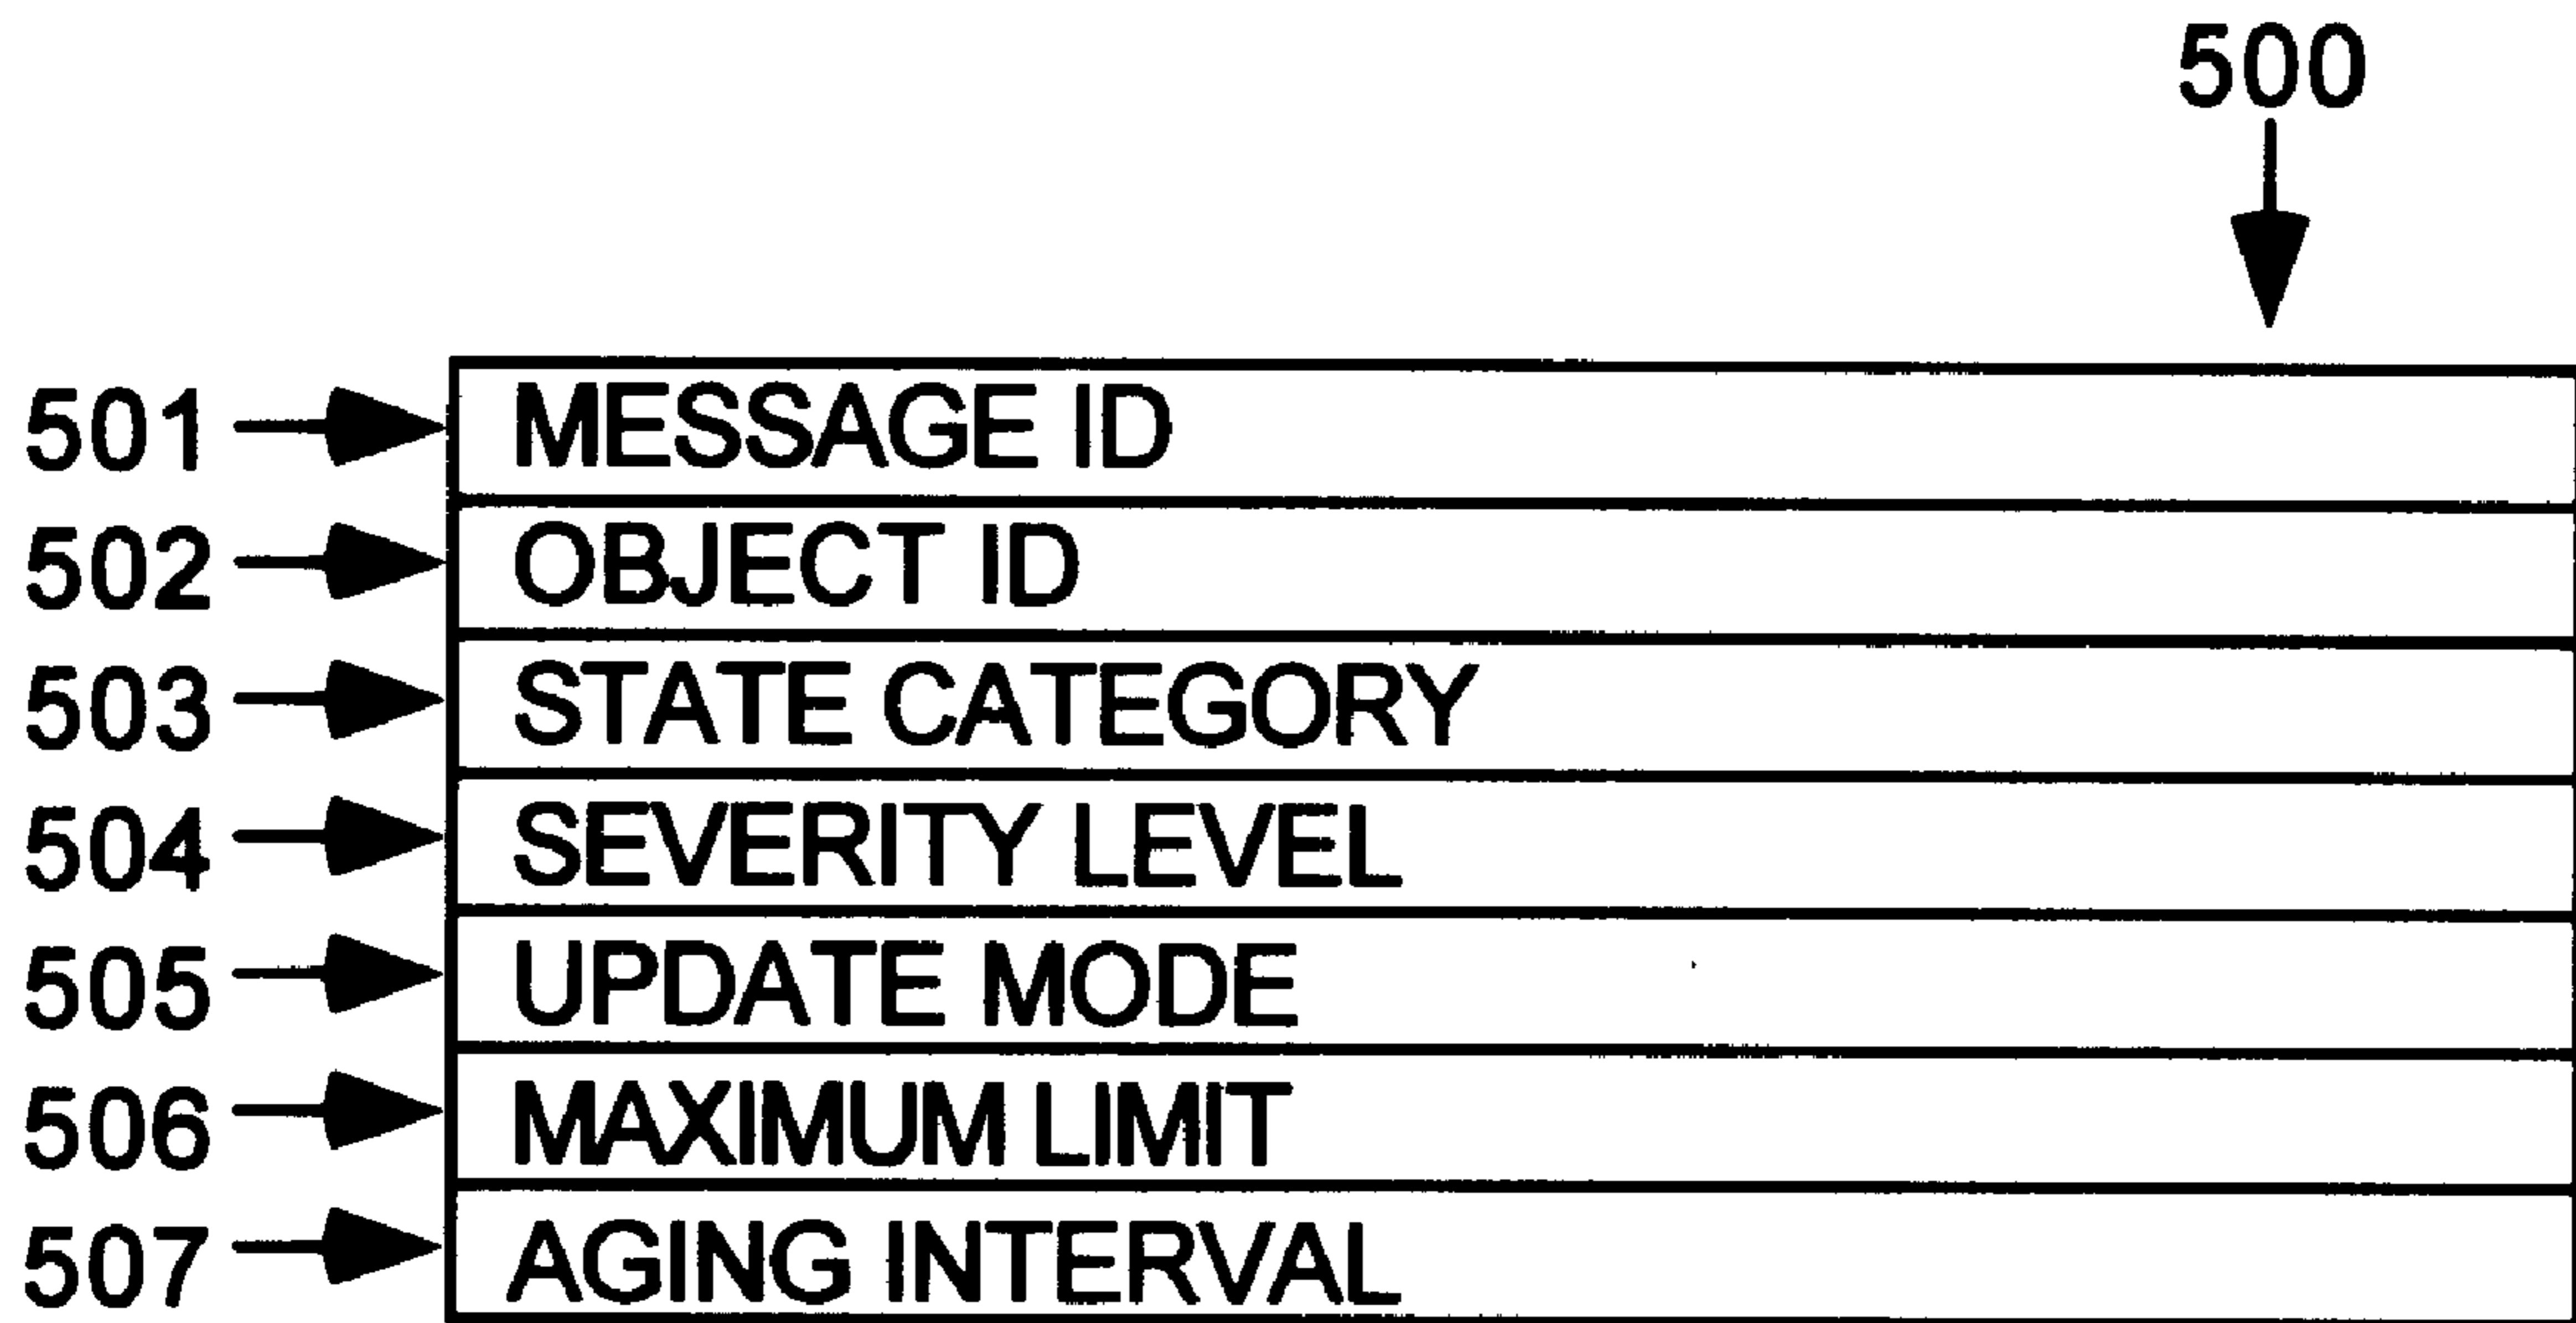 500
501 MESSAGE ID
502 OBJECT ID
503 STATE CATEGORY
504 SEVERITY LEVEL
505 UPDATE MODE
506 MAXIMUM LIMIT
507 AGING INTERVAL